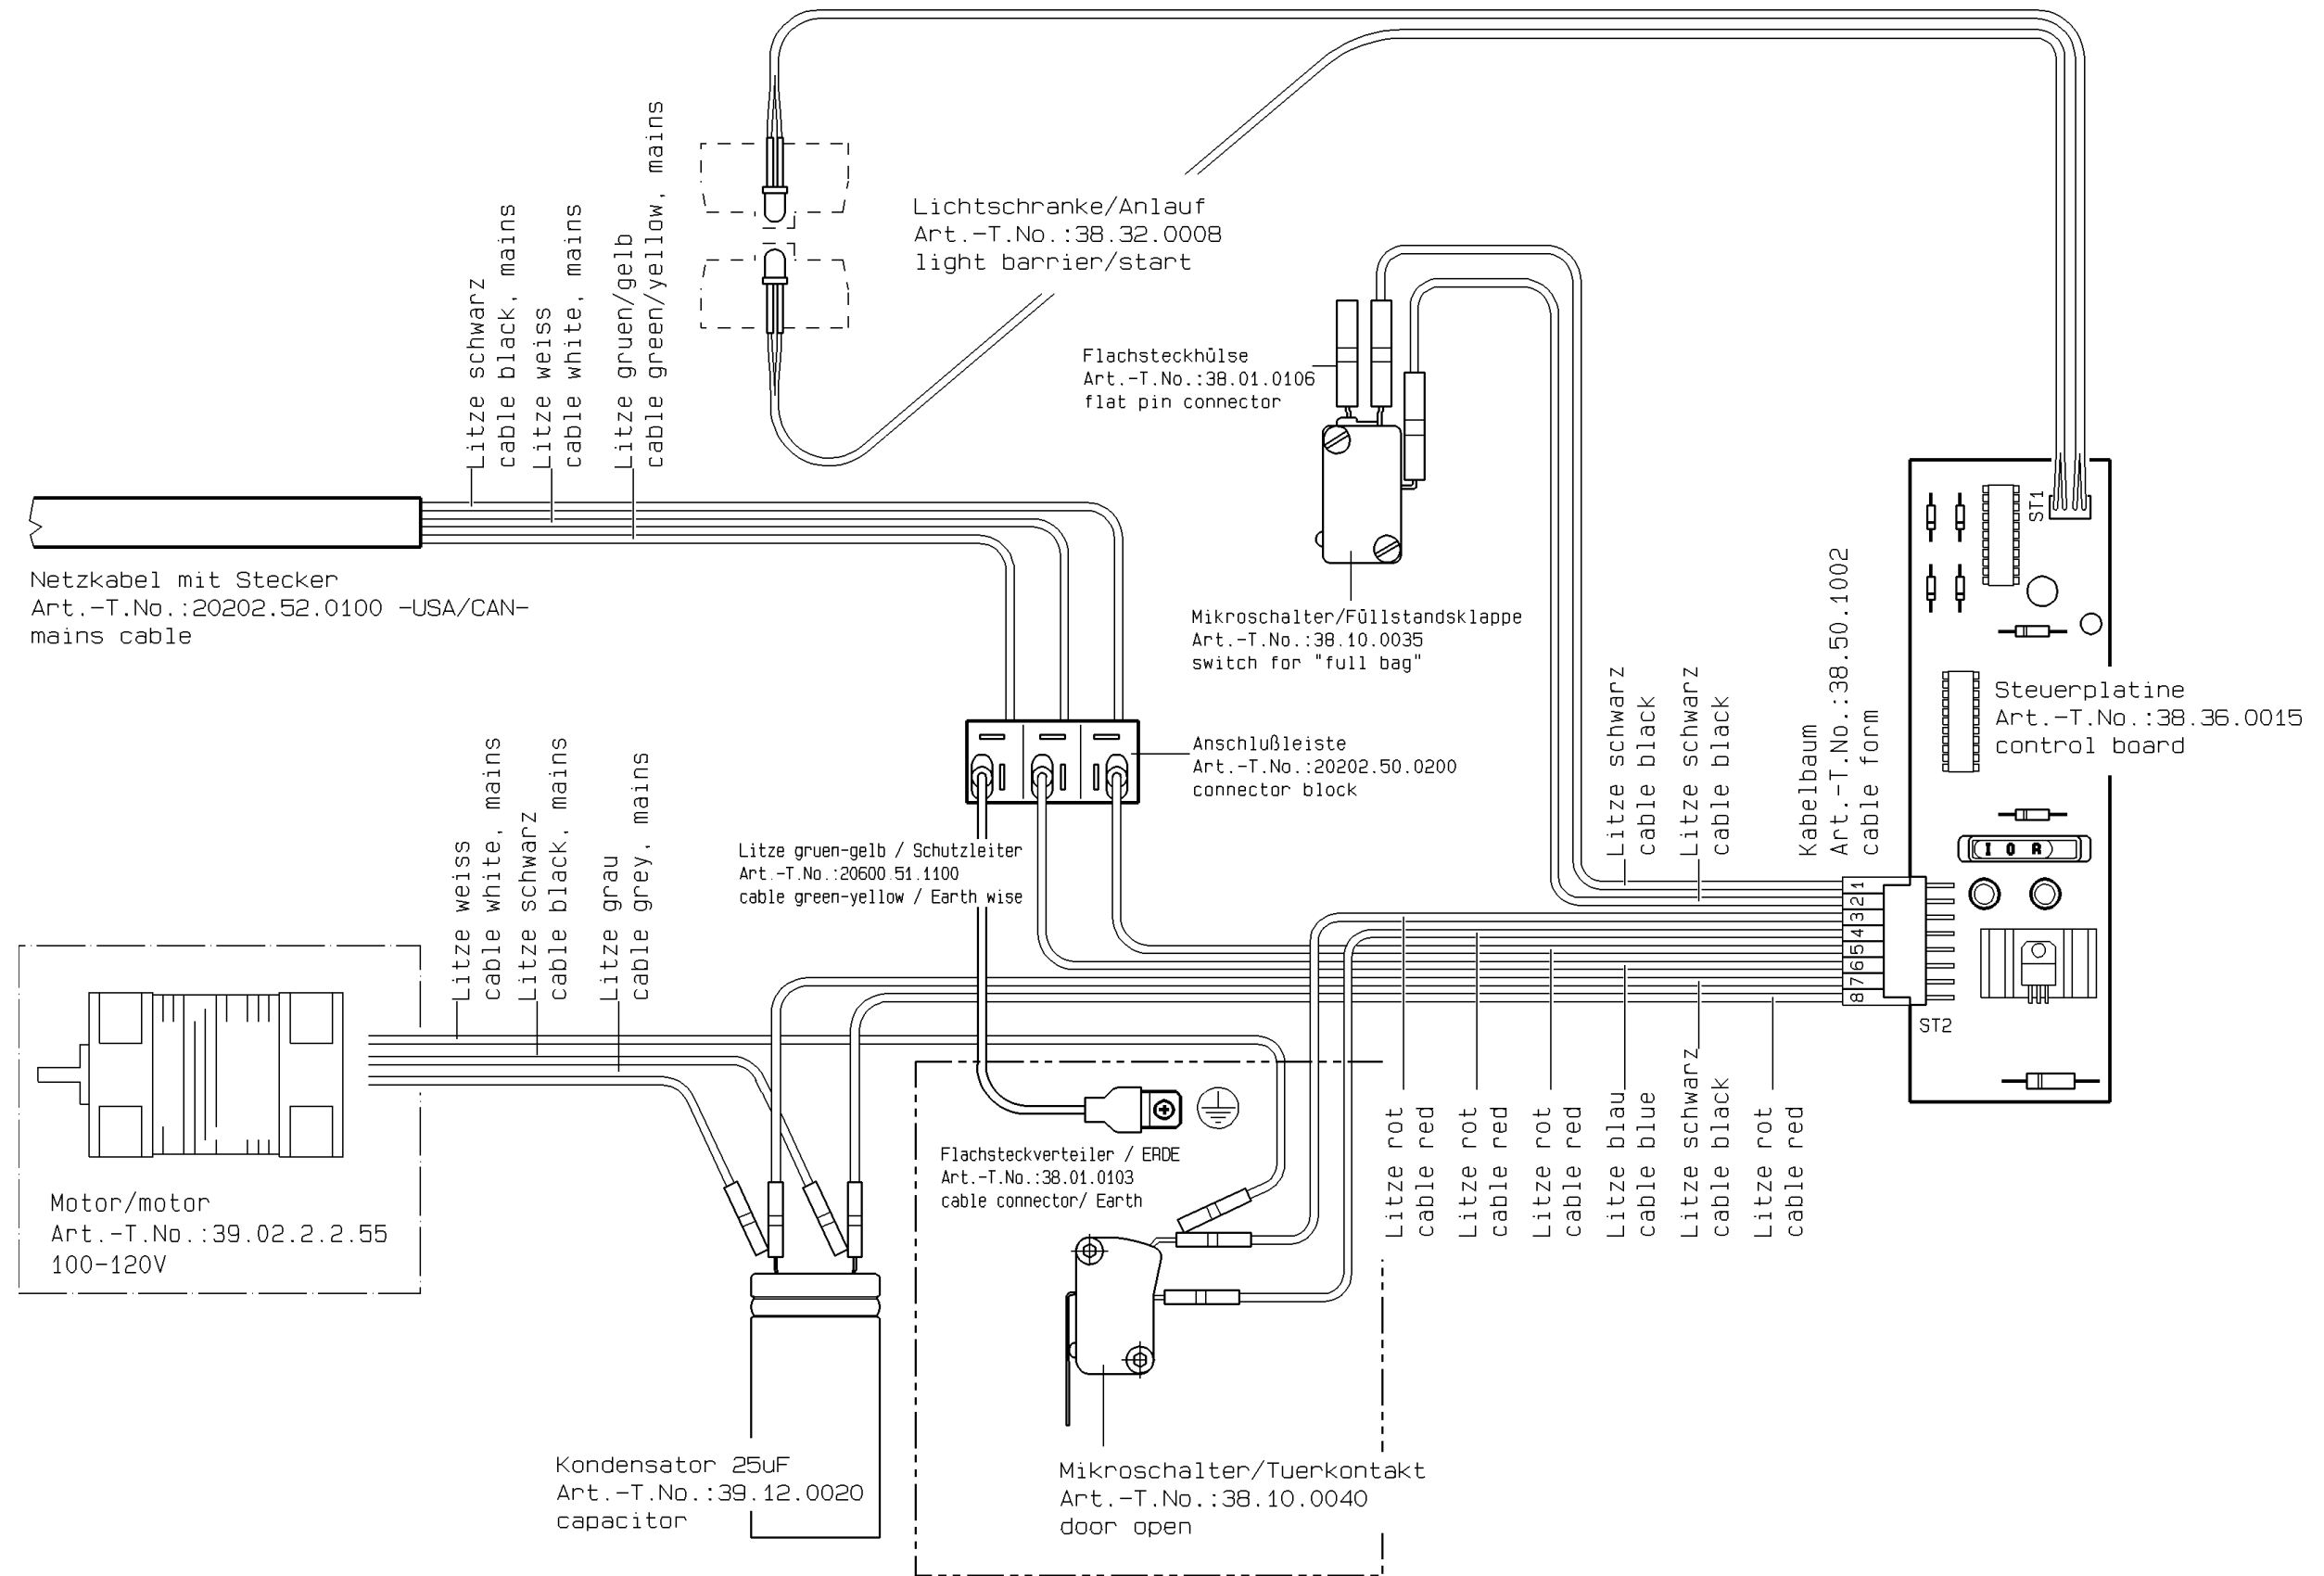 Litze schwarz
cable black, mains
Litze weiss
cable white, mains
Litze gruen/gelb
cable green/yellow, mains
Lichtschranke/Anlauf
Art.-T.No.:38.32.0008
light barrier/start
Flachsteckhülse
Art.-T.No.:38.01.0106
flat pin connector
Netzkabel mit Stecker
Art.-T.No.:20202.52.0100 -USA/CAN-
mains cable
Mikroschalter/Füllstandsklappe
Art.-T.No.:38.10.0035
switch for "full bag"
Anschlußleiste
Art.-T.No.:20202.50.0200
connector block
Litze schwarz
cable black
Litze schwarz
cable black
Kabelbaum
Art.-T.No.:38.50.1002
cable form
ST1
Steuerplatine
Art.-T.No.:38.36.0015
control board
I O R
1
2
3
4
5
6
7
8
ST2
Litze gruen-gelb / Schutzleiter
Art.-T.No.:20600.51.1100
cable green-yellow / Earth wise
Litze weiss
cable white, mains
Litze schwarz
cable black, mains
Litze grau
cable grey, mains
Motor/motor
Art.-T.No.:39.02.2.2.55
100-120V
Flachsteckverteiler / ERDE
Art.-T.No.:38.01.0103
cable connector/ Earth
Litze rot
cable red
Litze rot
cable red
Litze rot
cable red
Litze blau
cable blue
Litze schwarz
cable black
Litze rot
cable red
Kondensator 25uF
Art.-T.No.:39.12.0020
capacitor
Mikroschalter/Tuerkontakt
Art.-T.No.:38.10.0040
door open